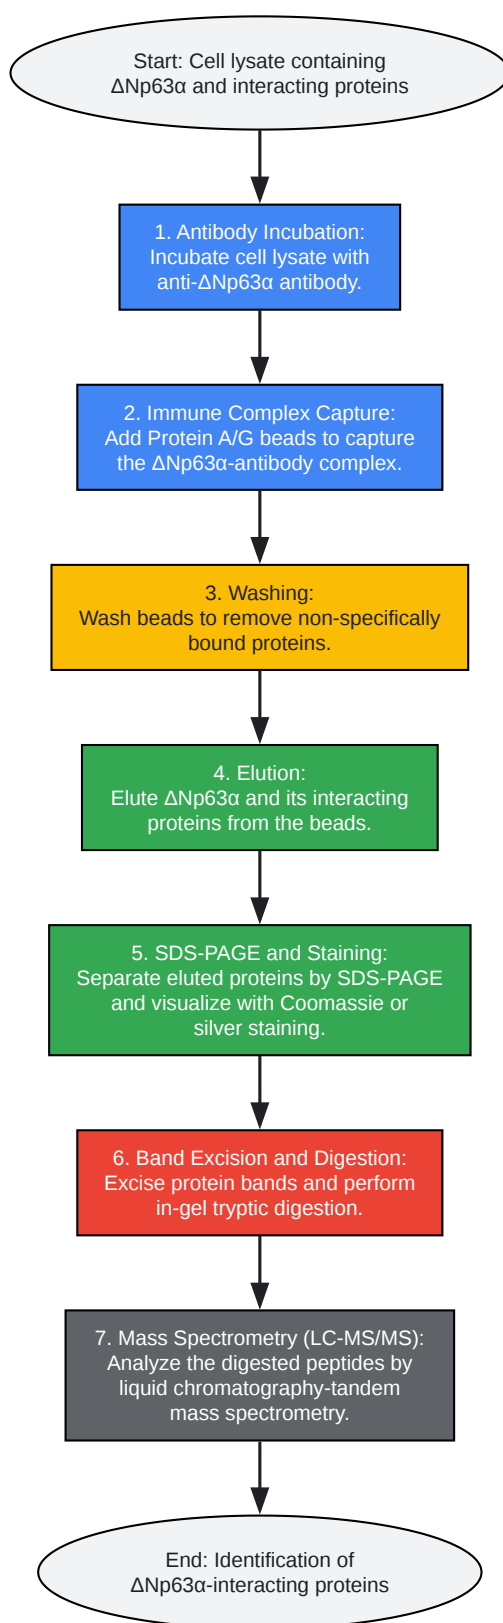 Start: Cell lysate containing
ΔNp63α and interacting proteins
1. Antibody Incubation:
Incubate cell lysate with
anti-ΔNp63α antibody.
2. Immune Complex Capture:
Add Protein A/G beads to capture
the ΔNp63α-antibody complex.
3. Washing:
Wash beads to remove non-specifically
bound proteins.
4. Elution:
Elute ΔNp63α and its interacting
proteins from the beads.
5. SDS-PAGE and Staining:
Separate eluted proteins by SDS-PAGE
and visualize with Coomassie or
silver staining.
6. Band Excision and Digestion:
Excise protein bands and perform
in-gel tryptic digestion.
7. Mass Spectrometry (LC-MS/MS):
Analyze the digested peptides by
liquid chromatography-tandem
mass spectrometry.
End: Identification of
ΔNp63α-interacting proteins